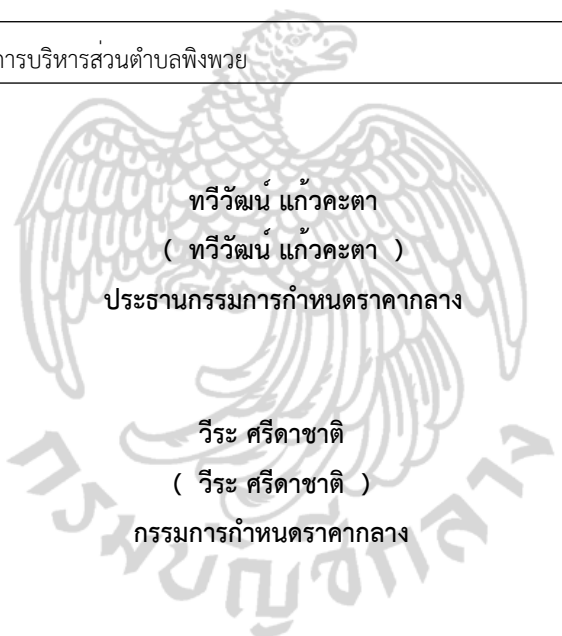 การบริหารส่วนตำบลพิงพวย
ทวีวัฒน์ แก้วคะตา
( ทวีวัฒน์ แก้วคะตา )
ประธานกรรมการกำหนดราคากลาง
วีระ ศรีดาชาติ
( วีระ ศรีดาชาติ )
กรรมการกำหนดราคากลาง
กรมบัญชีกลาง